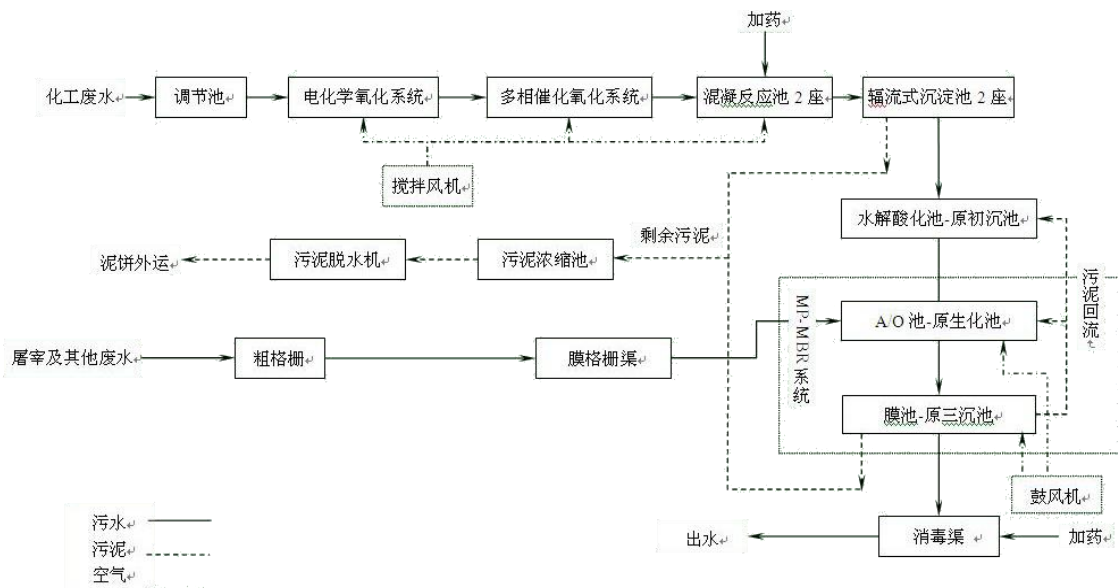 加药
化工废水
调节池
电化学氧化系统
多相催化氧化系统
混凝反应池2座
辐流式沉淀池2座
搅拌风机
水解酸化池-原初沉池
剩余污泥
泥饼外运
污泥脱水机
污泥浓缩池
污泥回流
MP-MBR系统
A/O池-原生化池
屠宰及其他废水
粗格栅
膜格栅渠
膜池-原三沉池
鼓风机
污水
污泥
空气
出水
消毒渠
加药